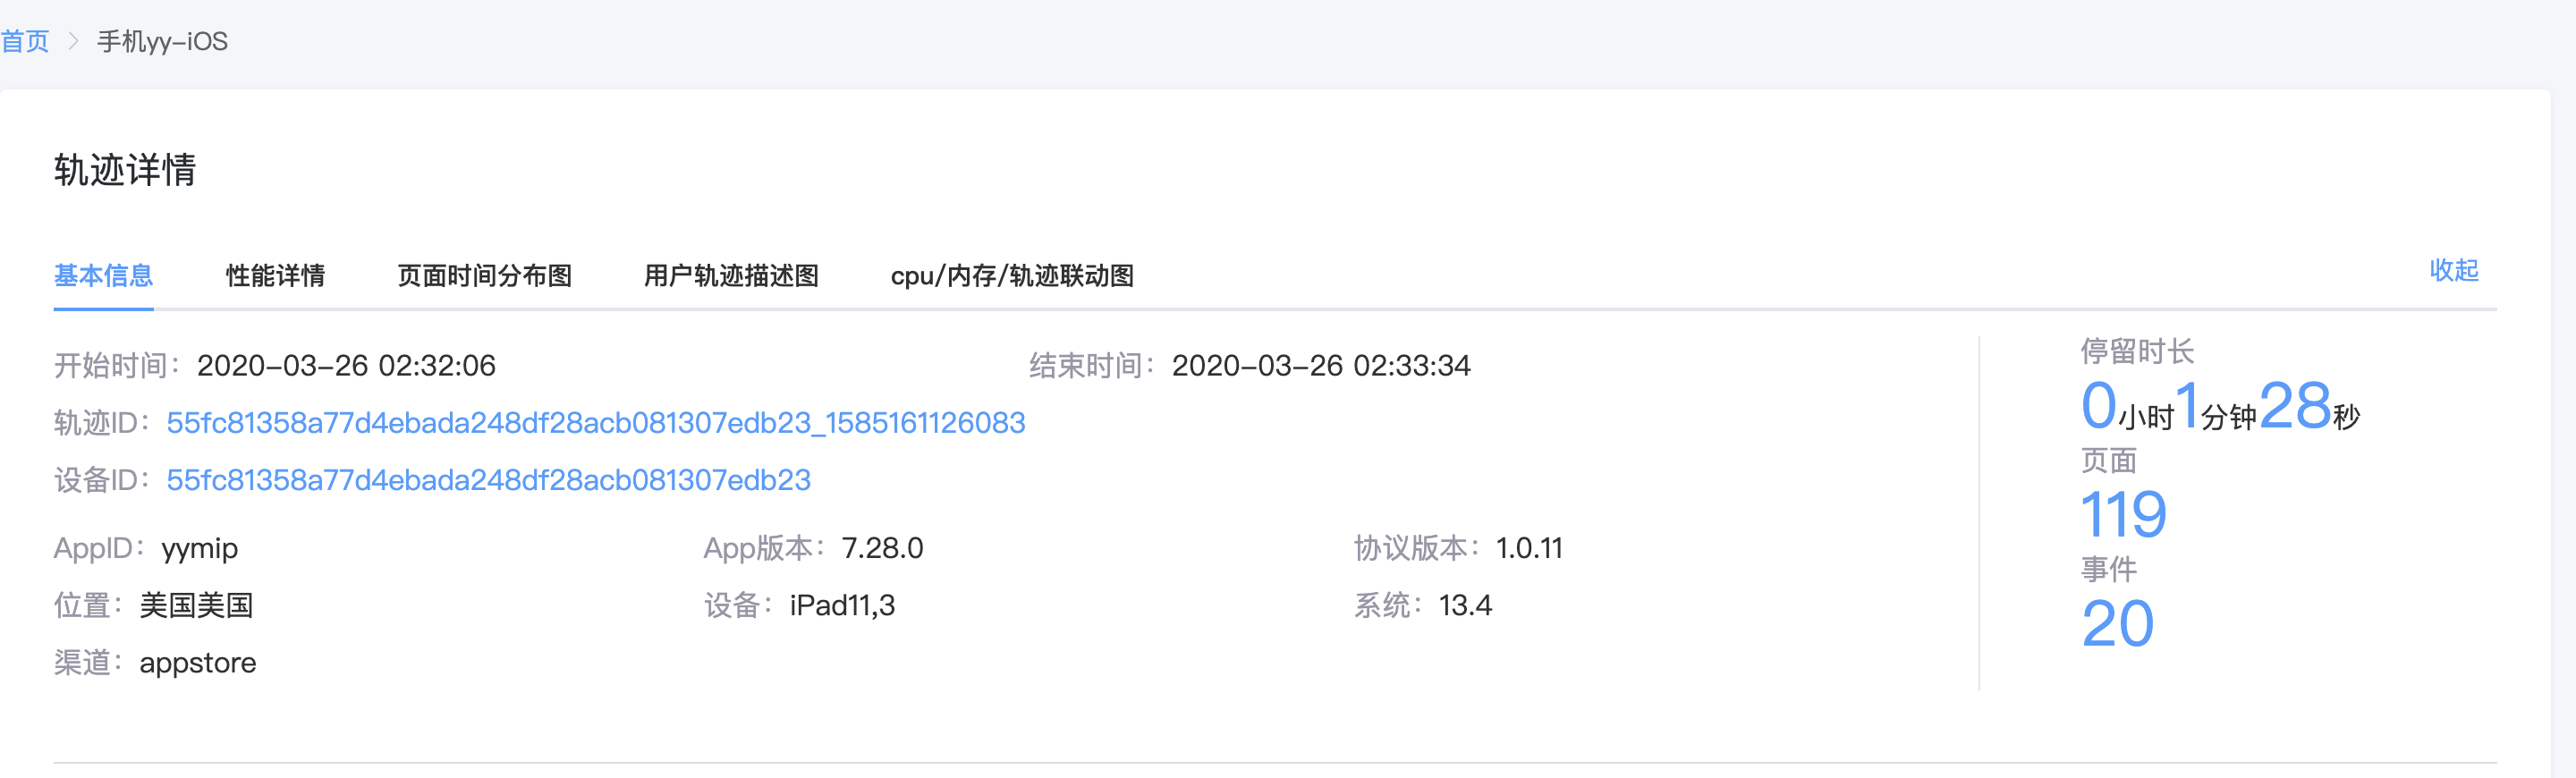 首页 > 手机yy-iOS
轨迹详情
基本信息 性能详情 页面时间分布图 用户轨迹描述图 cpu/内存/轨迹联动图 收起
开始时间： 2020-03-26 02:32:06 结束时间： 2020-03-26 02:33:34
轨迹ID： 55fc81358a77d4ebada248df28acb081307edb23_1585161126083
设备ID： 55fc81358a77d4ebada248df28acb081307edb23
AppID： yymip App版本： 7.28.0 协议版本： 1.0.11
位置： 美国美国 设备： iPad11,3 系统： 13.4
渠道： appstore
停留时长
0小时1分钟28秒
页面
119
事件
20